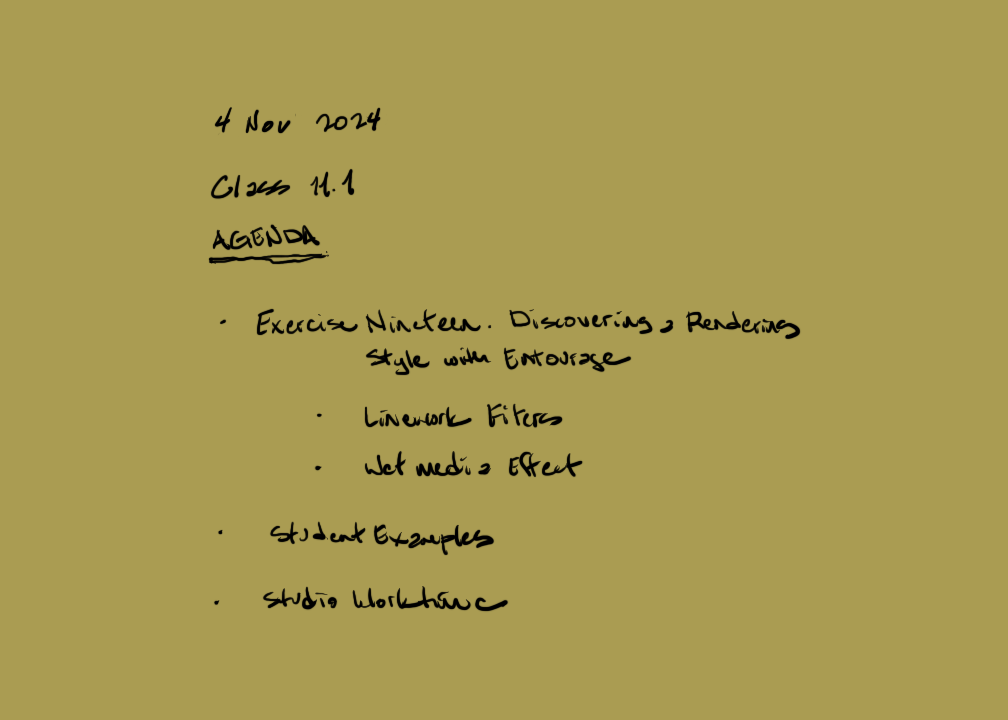 4 Nov 2024
Class 11.1
AGENDA
· Exercise Nineteen. Discovering a Rendering
Style with Entourage
· Linework Filters
· Wet media Effect
· Student Examples
· Studio Worktime